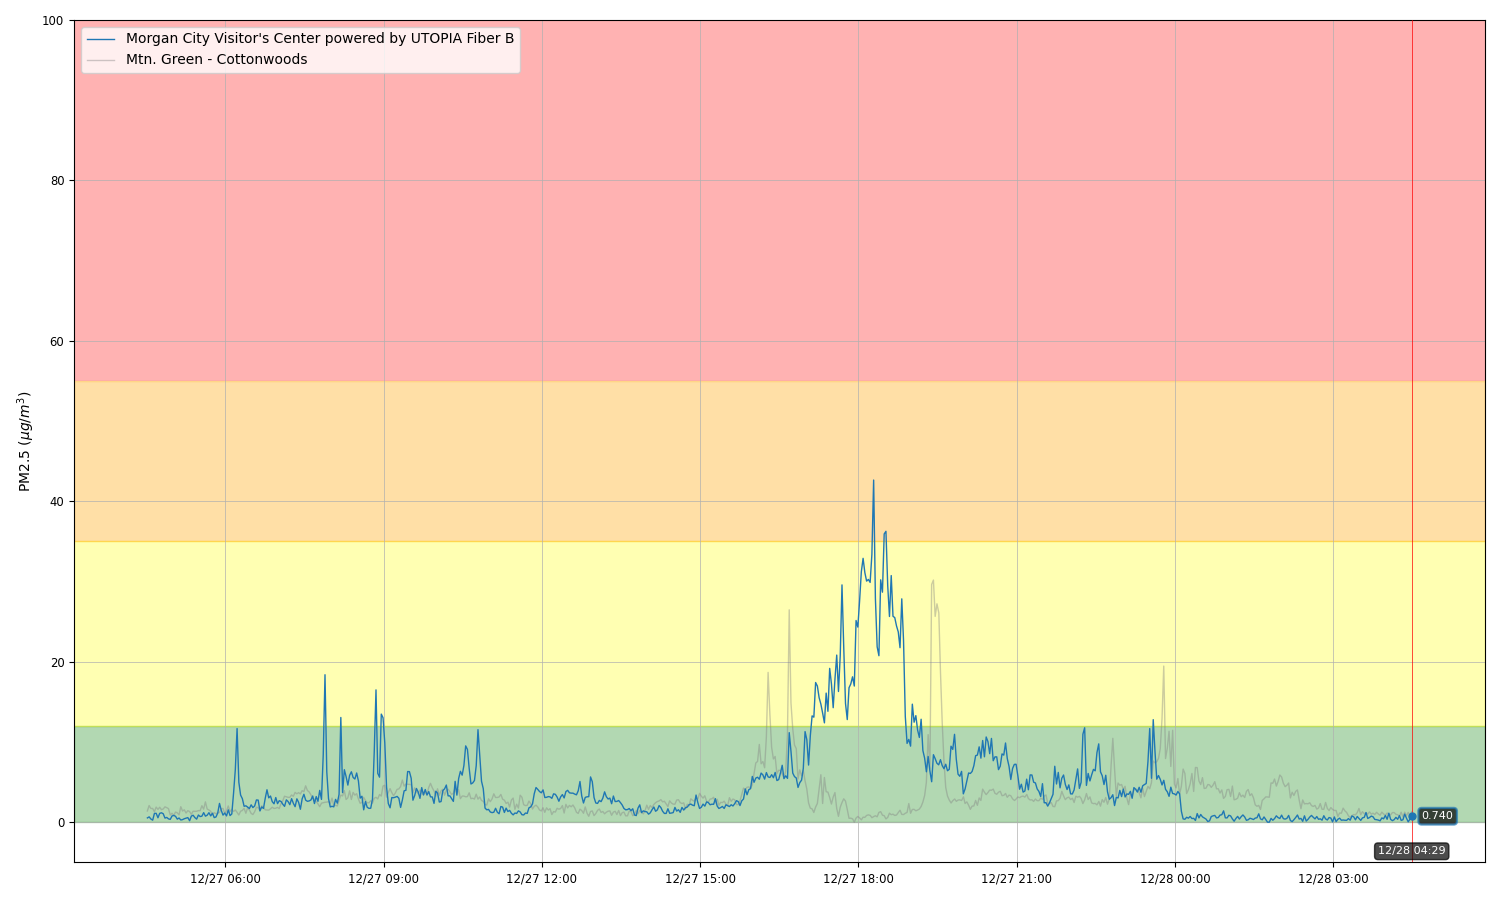 100
Morgan City Visitor's Center powered by UTOPIA Fiber B
Mtn. Green - Cottonwoods
80
60
PM2.5 (µg/m³)
40
20
0
0.740
12/28 04:29
12/27 06:00 12/27 09:00 12/27 12:00 12/27 15:00 12/27 18:00 12/27 21:00 12/28 00:00 12/28 03:00